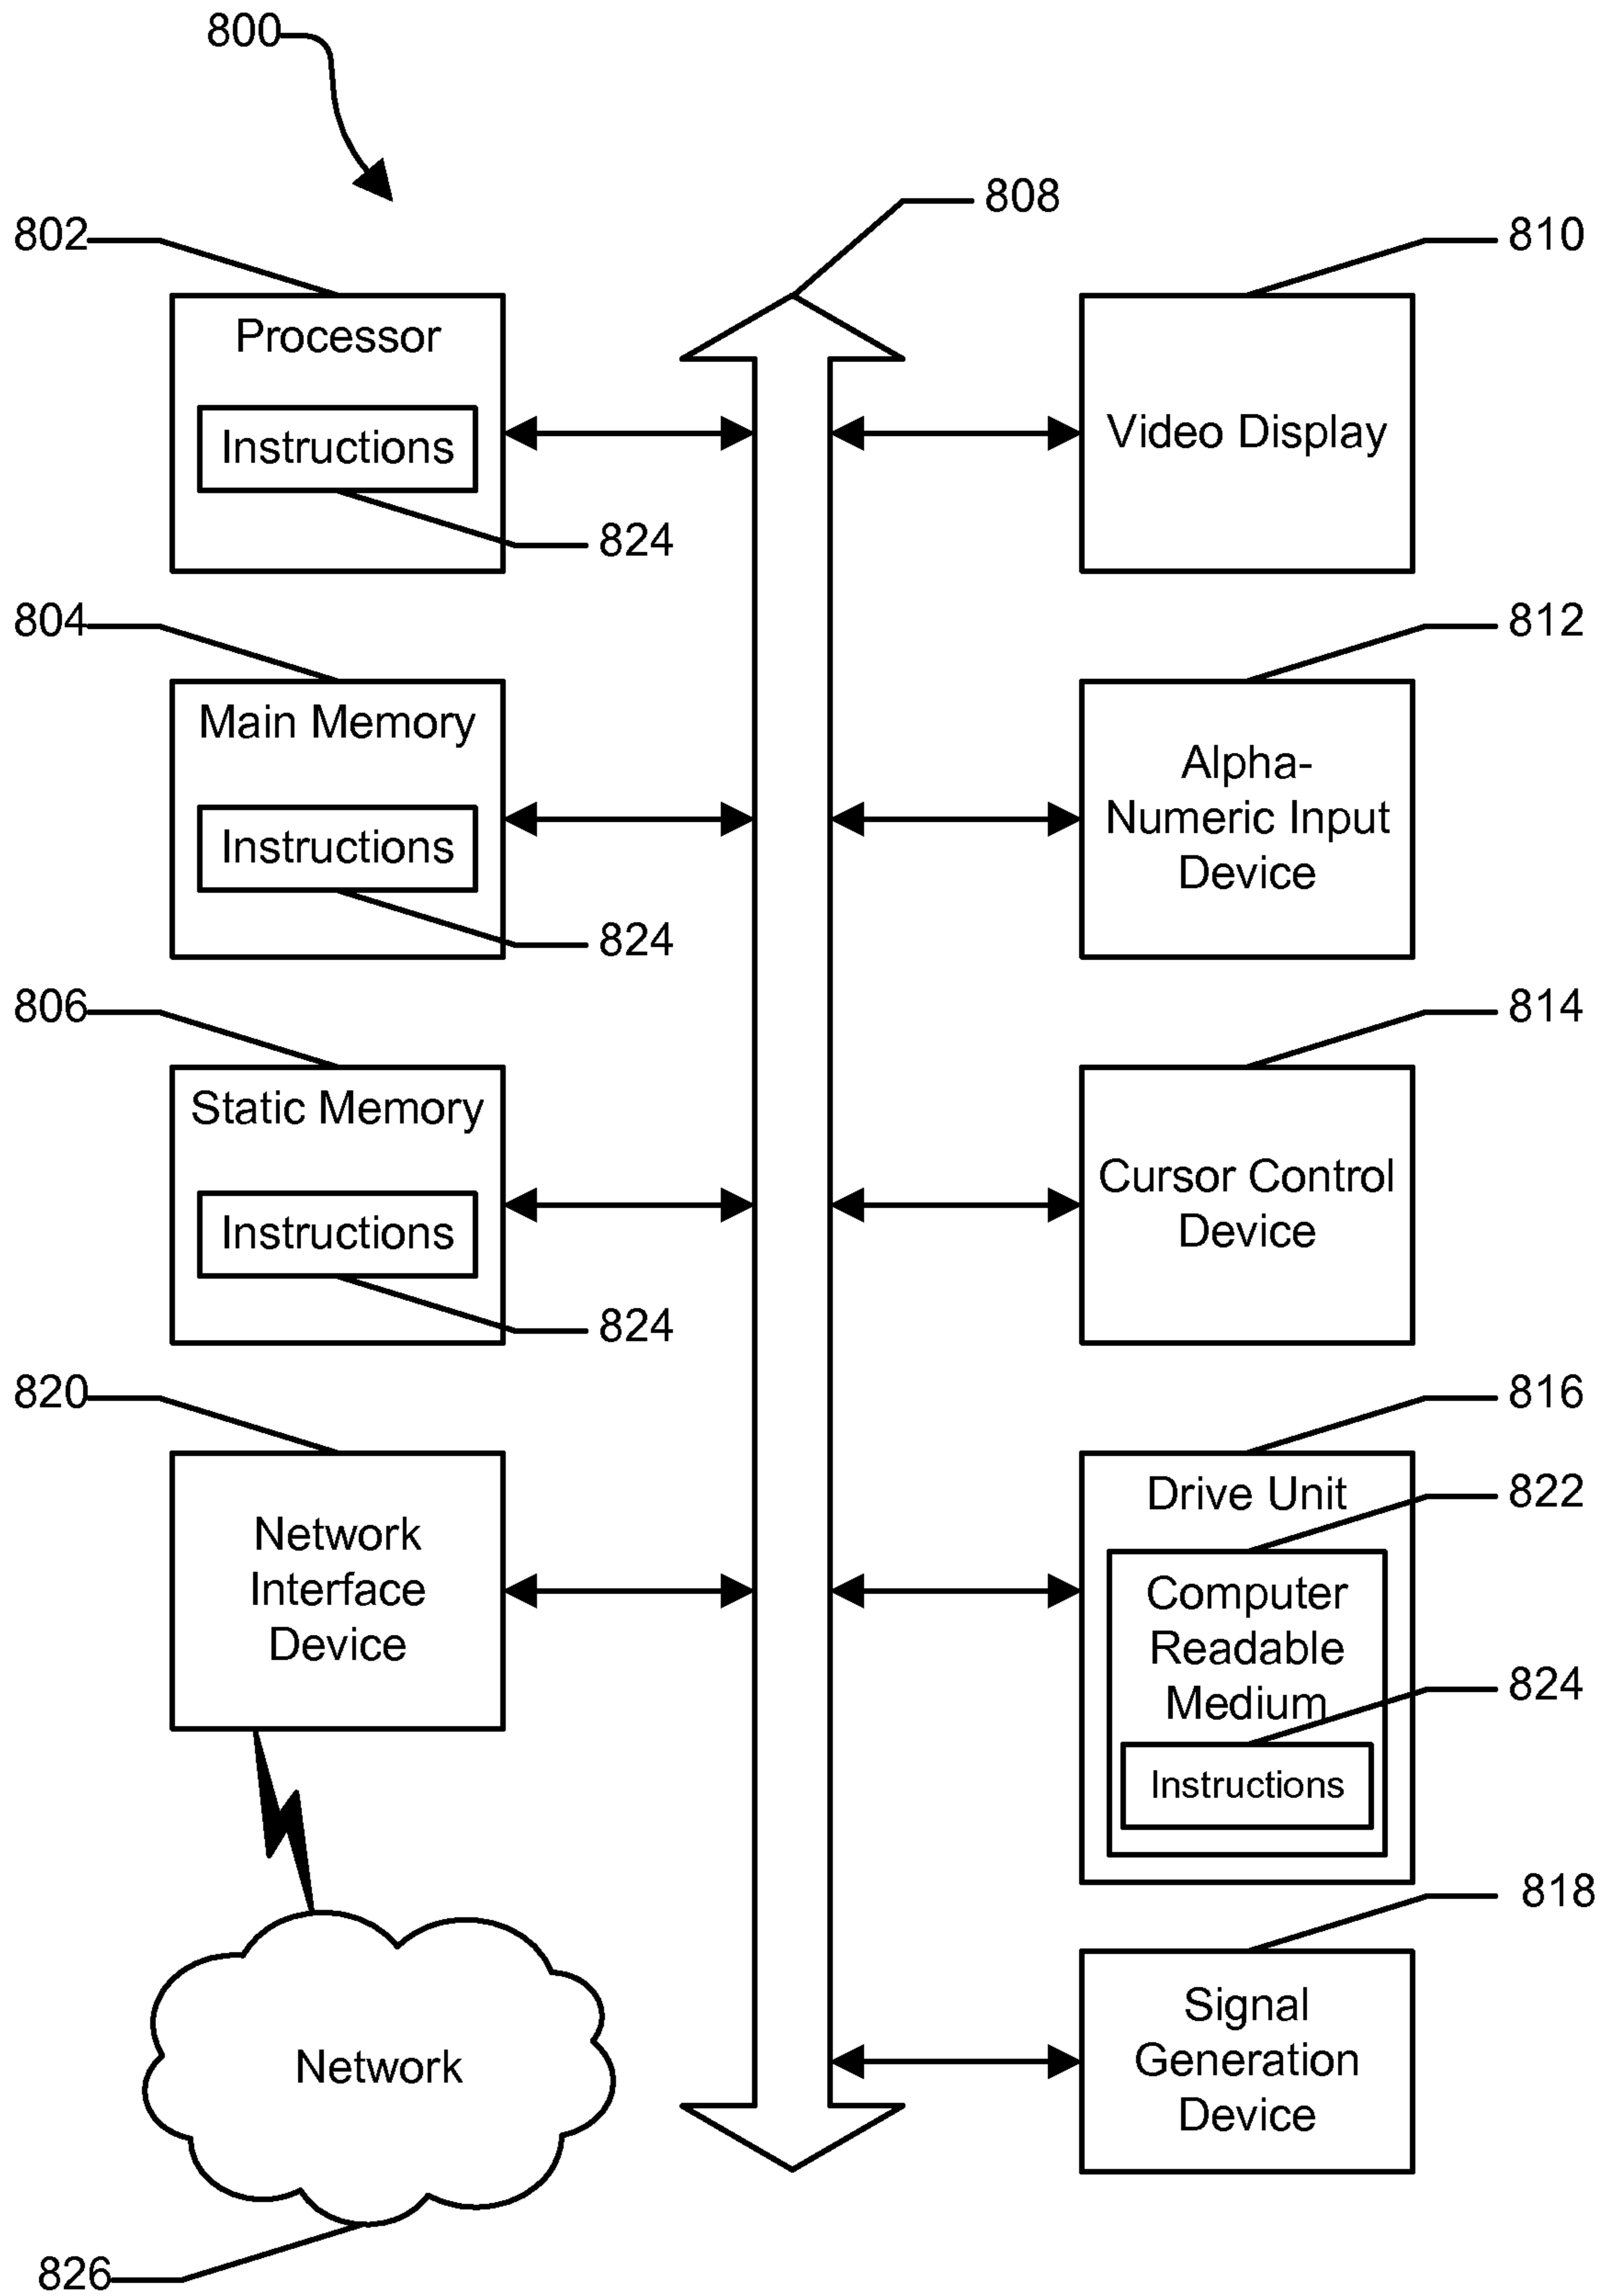 800
808
802
810
Processor
Instructions
824
Video Display
804
812
Main Memory
Instructions
824
Alpha-
Numeric Input
Device
806
814
Static Memory
Instructions
824
Cursor Control
Device
820
816
Network
Interface
Device
Drive Unit
822
Computer
Readable
Medium
824
Instructions
818
Signal
Generation
Device
Network
826